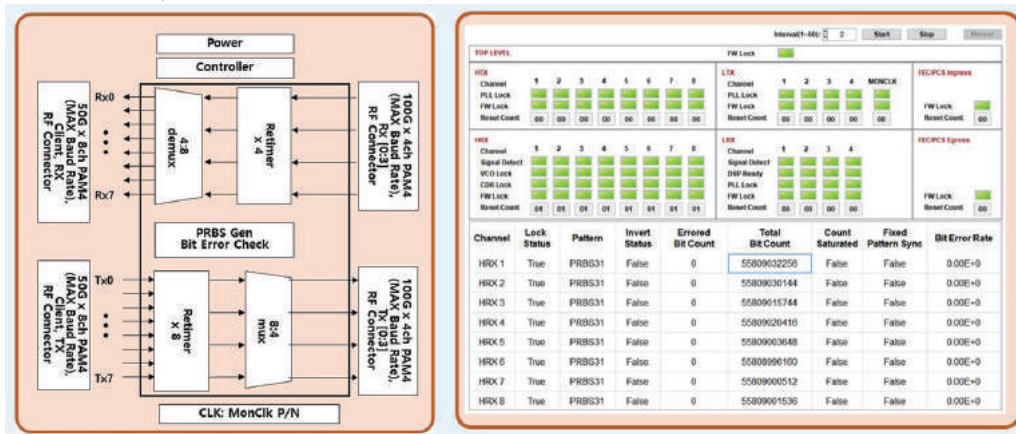 Power
Controller
Rx0
Rx7
50G x 8ch PAM4
(MAX Baud Rate),
Client, RX
RF Connector
4:8
demux
Retimer
x 4
100G x 4ch PAM4
(MAX Baud Rate)
Rx [0:3]
RF Connector
PRBS Gen
Bit Error Check
Tx0
Tx7
50G x 8ch PAM4
(MAX Baud Rate),
Client, TX
RF Connector
Retimer
x 8
8:4
mux
100G x 4ch PAM4
(MAX Baud Rate)
Tx [0:3]
RF Connector
CLK: MonClk P/N
Interval(1~60): 2 Start Stop Manual
TOP LEVEL FW Lock
HTX
Channel 1 2 3 4 5 6 7 8
PLL Lock
FW Lock
Reset Count 00 00 00 00 00 00 00 00
LTX
Channel 1 2 3 4 MONCLK
PLL Lock
FW Lock
Reset Count 00 00 00 00 00
FEC/PCS Ingress
FW Lock
Reset Count 00
HRX
Channel 1 2 3 4 5 6 7 8
Signal Detect
VCO Lock
CDR Lock
FW Lock
Reset Count 01 01 01 01 01 01 01 01
LRX
Channel 1 2 3 4
Signal Detect
DSP Ready
PLL Lock
FW Lock
Reset Count 00 00 00 00
FEC/PCS Egress
FW Lock
Reset Count 00
Channel Lock Status Pattern Invert Status Errored Bit Count Total Bit Count Count Saturated Fixed Pattern Sync Bit Error Rate
HRX 1 True PRBS31 False 0 55809032256 False False 0.00E+0
HRX 2 True PRBS31 False 0 55809030144 False False 0.00E+0
HRX 3 True PRBS31 False 0 55809015744 False False 0.00E+0
HRX 4 True PRBS31 False 0 55809020416 False False 0.00E+0
HRX 5 True PRBS31 False 0 55809003648 False False 0.00E+0
HRX 6 True PRBS31 False 0 55808996160 False False 0.00E+0
HRX 7 True PRBS31 False 0 55809000512 False False 0.00E+0
HRX 8 True PRBS31 False 0 55809001536 False False 0.00E+0